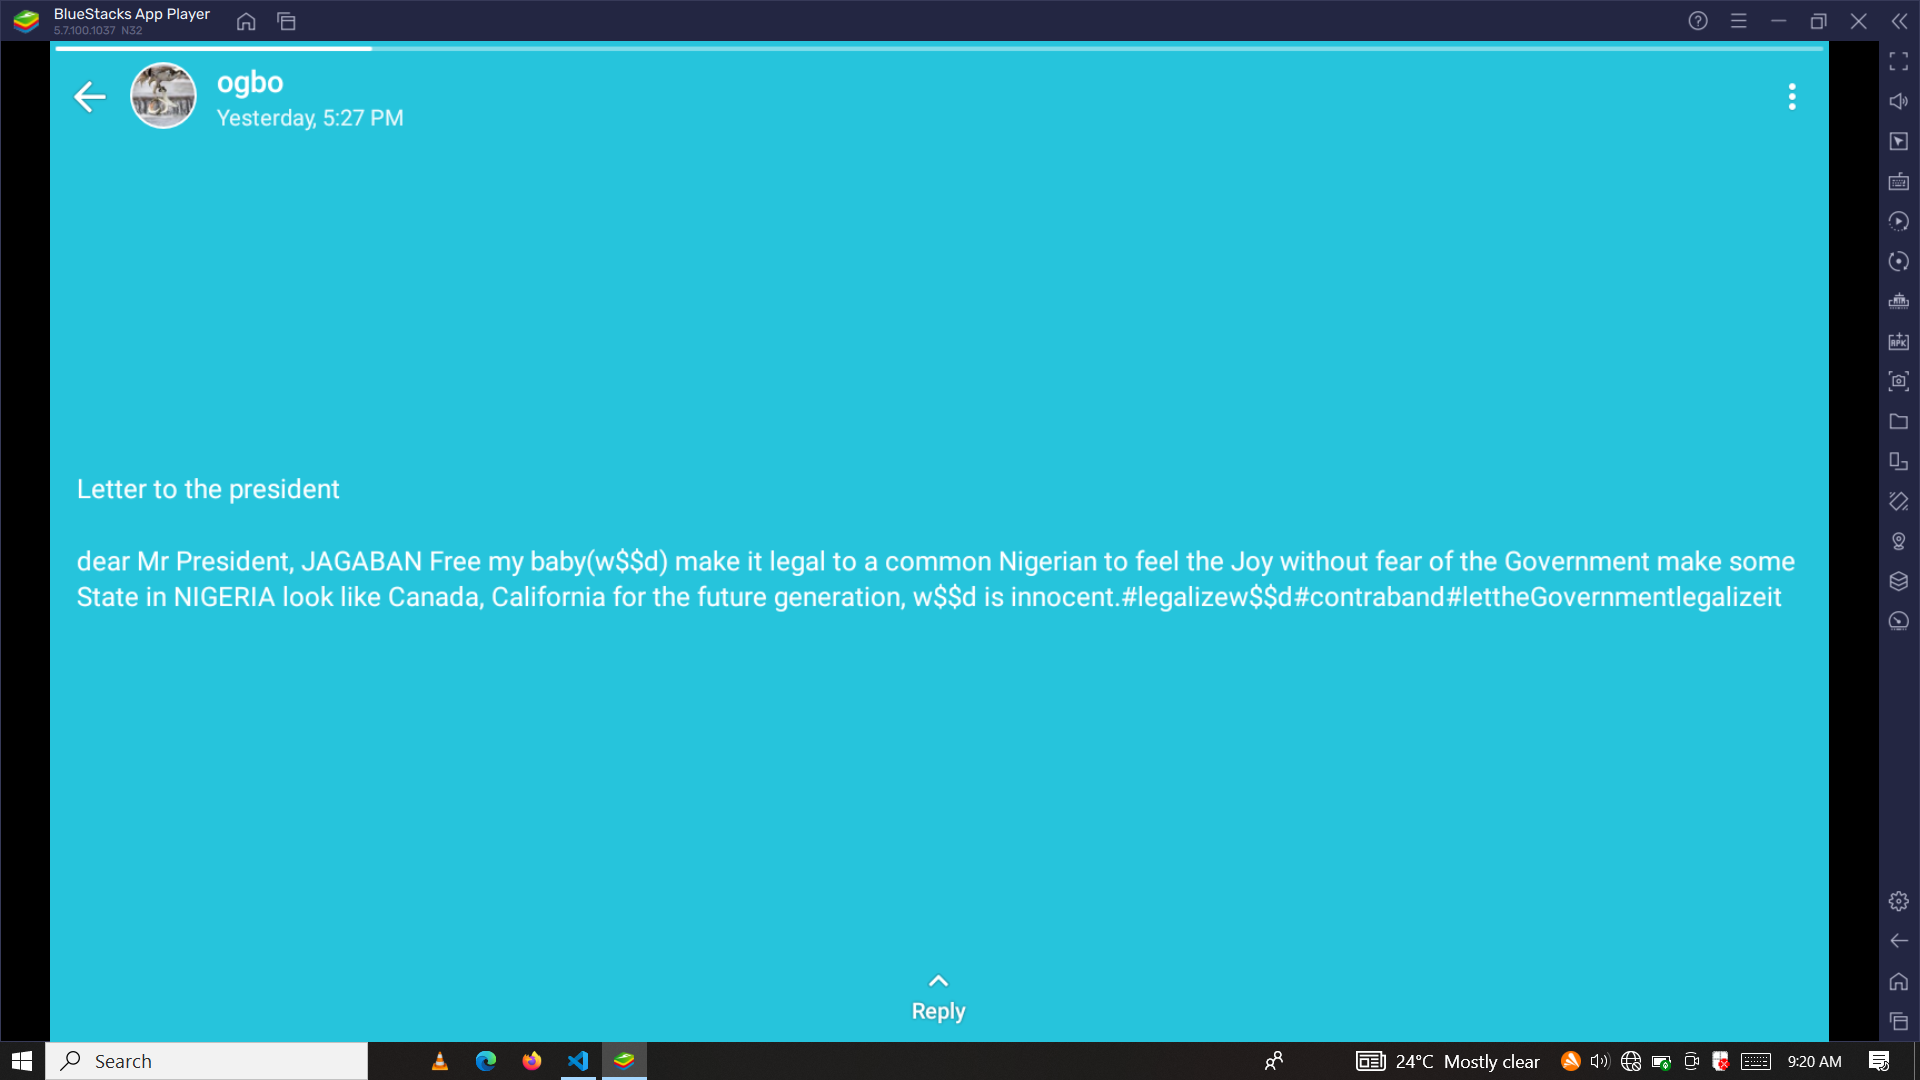 BlueStacks App Player
5.7.100.1037 N32
ogbo
Yesterday, 5:27 PM
Letter to the president
dear Mr President, JAGABAN Free my baby(w$$d) make it legal to a common Nigerian to feel the Joy without fear of the Government make some
State in NIGERIA look like Canada, California for the future generation, w$$d is innocent.#legalizew$$d#contraband#lettheGovernmentlegalizeit
Reply
Search
24°C Mostly clear
9:20 AM